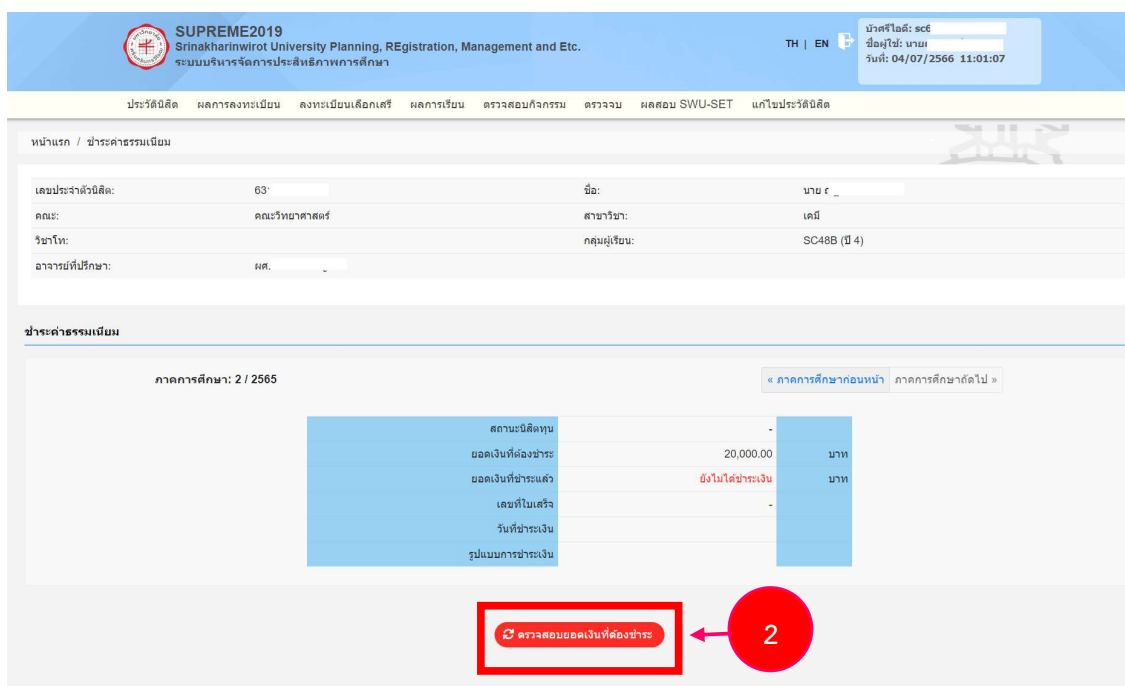 SUPREME2019
Srinakharinwirot University Planning, REgistration, Management and Etc.
ระบบบริหารจัดการประสิทธิภาพการศึกษา
TH | EN
บัวศรีไอดี: sc6
ชื่อผู้ใช้: นาย
วันที่: 04/07/2566 11:01:07
ประวัตินิสิต ผลการลงทะเบียน ลงทะเบียนเลือกเสรี ผลการเรียน ตรวจสอบกิจกรรม ตรวจจบ ผลสอบ SWU-SET แก้ไขประวัตินิสิต
หน้าแรก / ชำระค่าธรรมเนียม
เลขประจำตัวนิสิต: 63 ชื่อ: นาย
คณะ: คณะวิทยาศาสตร์ สาขาวิชา: เคมี
วิชาโท: กลุ่มผู้เรียน: SC48B (ปี 4)
อาจารย์ที่ปรึกษา: ผศ.
ชำระค่าธรรมเนียม
ภาคการศึกษา: 2 / 2565 « ภาคการศึกษาก่อนหน้า ภาคการศึกษาถัดไป »
สถานะนิสิตทุน -
ยอดเงินที่ต้องชำระ 20,000.00 บาท
ยอดเงินที่ชำระแล้ว ยังไม่ได้ชำระเงิน บาท
เลขที่ใบเสร็จ -
วันที่ชำระเงิน
รูปแบบการชำระเงิน
ตรวจสอบยอดเงินที่ต้องชำระ 2